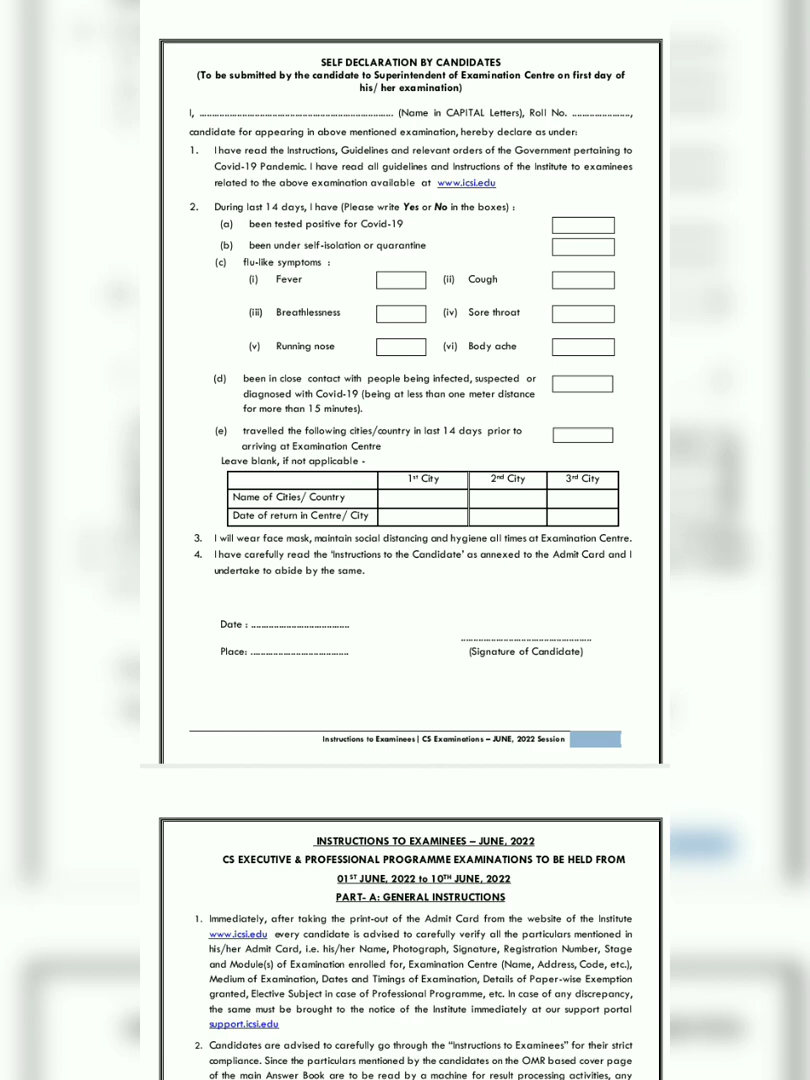 SELF DECLARATION BY CANDIDATES
(To be submitted by the candidate to Superintendent of Examination Centre on first day of
his/ her examination)
I, ................................................................................ (Name in CAPITAL Letters), Roll No. ........................,
candidate for appearing in above mentioned examination, hereby declare as under:
1. I have read the Instructions, Guidelines and relevant orders of the Government pertaining to
Covid-19 Pandemic. I have read all guidelines and Instructions of the Institute to examinees
related to the above examination available at www.icsi.edu
2. During last 14 days, I have (Please write Yes or No in the boxes) :
(a) been tested positive for Covid-19
(b) been under self-isolation or quarantine
(c) flu-like symptoms :
(i) Fever (ii) Cough
(iii) Breathlessness (iv) Sore throat
(v) Running nose (vi) Body ache
(d) been in close contact with people being infected, suspected or
diagnosed with Covid-19 (being at less than one meter distance
for more than 15 minutes).
(e) travelled the following cities/country in last 14 days prior to
arriving at Examination Centre
Leave blank, if not applicable -
1st City 2nd City 3rd City
Name of Cities/ Country
Date of return in Centre/ City
3. I will wear face mask, maintain social distancing and hygiene all times at Examination Centre.
4. I have carefully read the 'Instructions to the Candidate' as annexed to the Admit Card and I
undertake to abide by the same.
Date : .......................................
Place: .......................................
(Signature of Candidate)
Instructions to Examinees| CS Examinations – JUNE, 2022 Session
INSTRUCTIONS TO EXAMINEES – JUNE, 2022
CS EXECUTIVE & PROFESSIONAL PROGRAMME EXAMINATIONS TO BE HELD FROM
01ST JUNE, 2022 to 10TH JUNE, 2022
PART- A: GENERAL INSTRUCTIONS
1. Immediately, after taking the print-out of the Admit Card from the website of the Institute
www.icsi.edu every candidate is advised to carefully verify all the particulars mentioned in
his/her Admit Card, i.e. his/her Name, Photograph, Signature, Registration Number, Stage
and Module(s) of Examination enrolled for, Examination Centre (Name, Address, Code, etc.),
Medium of Examination, Dates and Timings of Examination, Details of Paper-wise Exemption
granted, Elective Subject in case of Professional Programme, etc. In case of any discrepancy,
the same must be brought to the notice of the Institute immediately at our support portal
support.icsi.edu
2. Candidates are advised to carefully go through the "Instructions to Examinees" for their strict
compliance. Since the particulars mentioned by the candidates on the OMR based cover page
of the main Answer Book are to be read by a machine for result processing activities, any